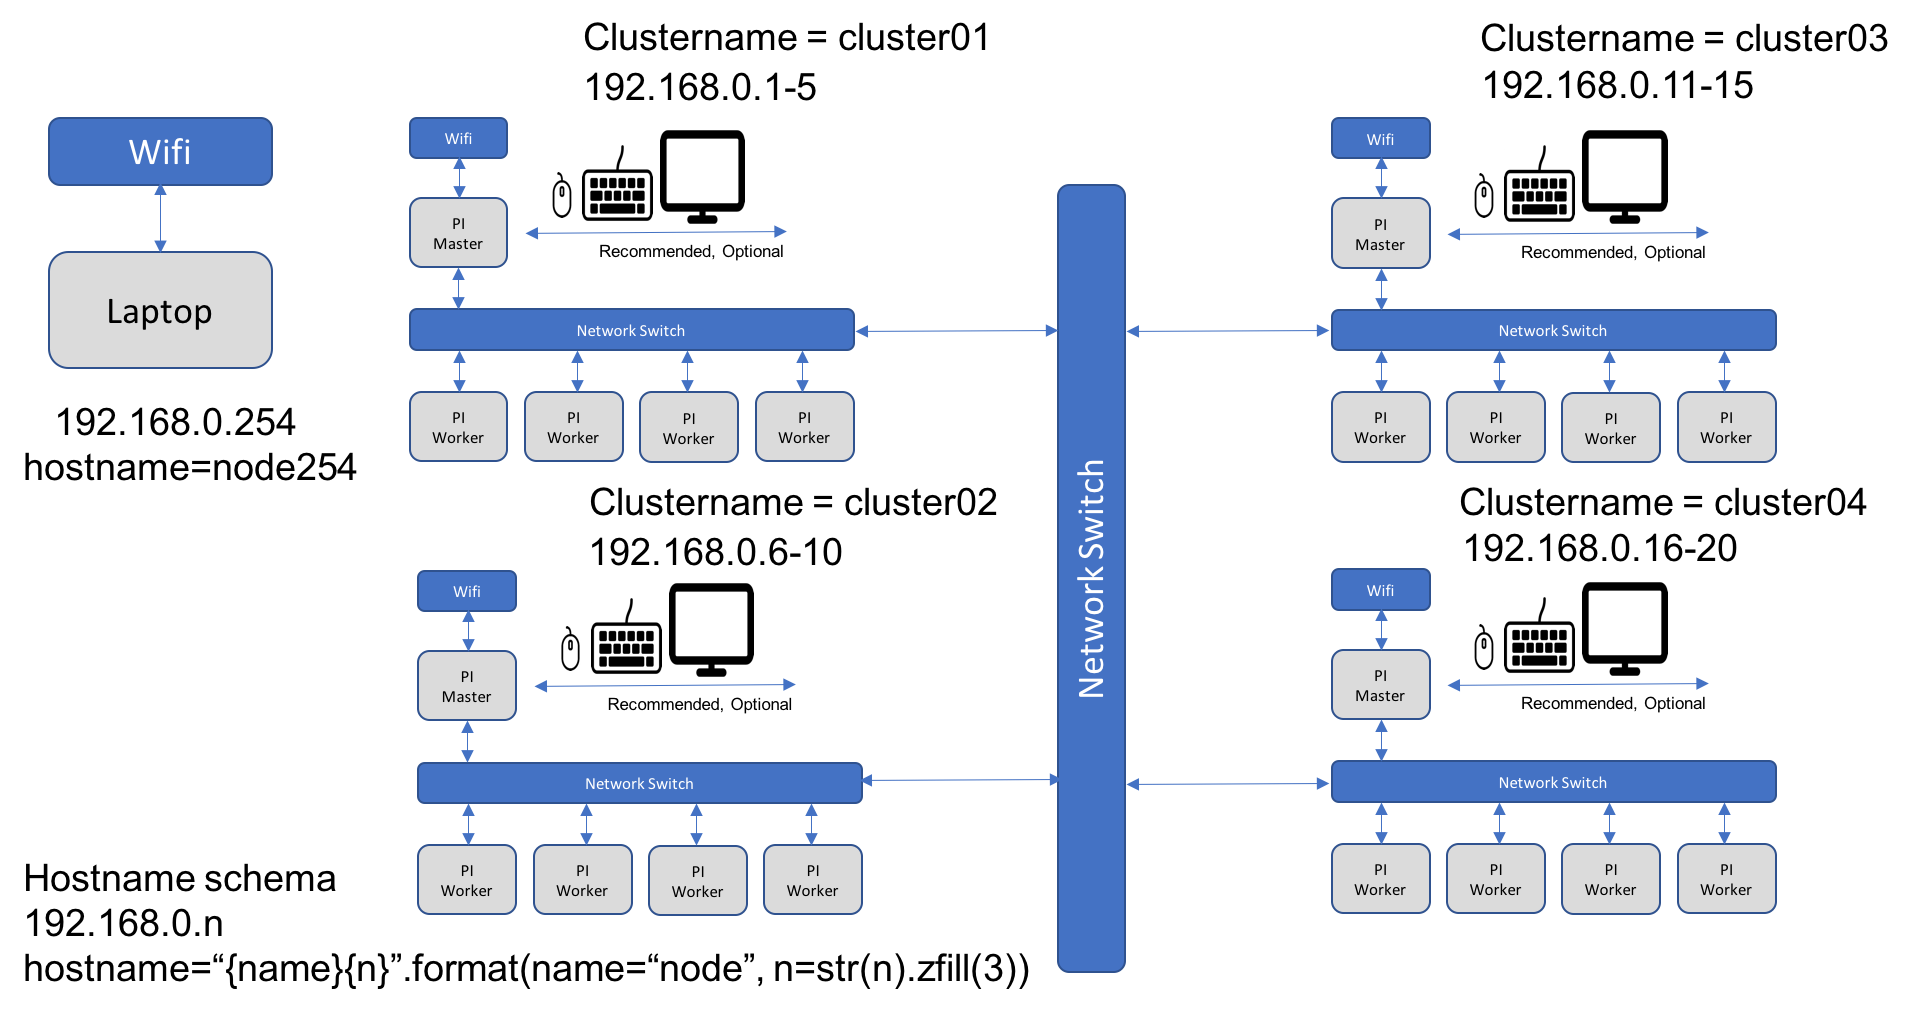 Wifi
Laptop
192.168.0.254
hostname=node254
Clustername = cluster01
192.168.0.1-5
Wifi
PI
Master
Recommended, Optional
Network Switch
PI
Worker
PI
Worker
PI
Worker
PI
Worker
Clustername = cluster02
192.168.0.6-10
Wifi
PI
Master
Recommended, Optional
Network Switch
PI
Worker
PI
Worker
PI
Worker
PI
Worker
Network Switch
Clustername = cluster03
192.168.0.11-15
Wifi
PI
Master
Recommended, Optional
Network Switch
PI
Worker
PI
Worker
PI
Worker
PI
Worker
Clustername = cluster04
192.168.0.16-20
Wifi
PI
Master
Recommended, Optional
Network Switch
PI
Worker
PI
Worker
PI
Worker
PI
Worker
Hostname schema
192.168.0.n
hostname=“{name}{n}”.format(name=“node”, n=str(n).zfill(3))